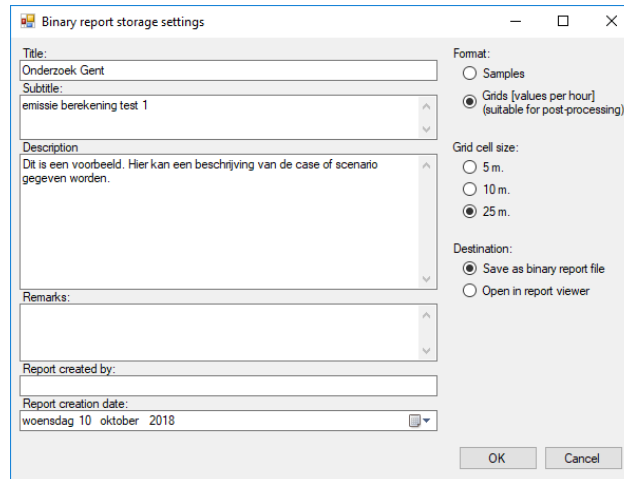 Binary report storage settings
Title:
Onderzoek Gent
Subtitle:
emissie berekening test 1
Description
Dit is een voorbeeld. Hier kan een beschrijving van de case of scenario
gegeven worden.
Remarks:
Report created by:
Report creation date:
woensdag 10 oktober 2018
Format:
Samples
Grids [values per hour]
(suitable for post-processing)
Grid cell size:
5 m.
10 m.
25 m.
Destination:
Save as binary report file
Open in report viewer
OK
Cancel